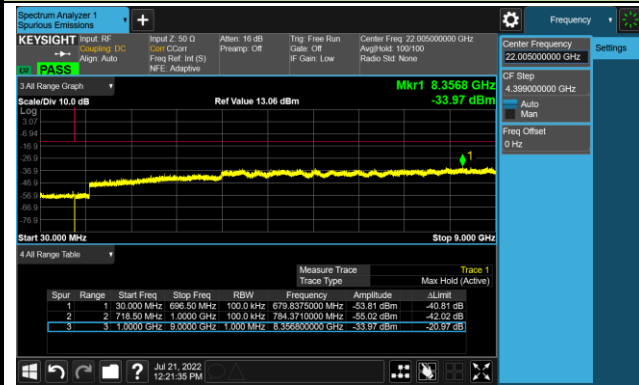 Spectrum Analyzer 1
Spurious Emissions
+
Frequency
KEYSIGHT Input: RF Input Z: 50 Ω Atten: 16 dB Trig: Free Run Center Freq: 22.005000000 GHz
Coupling: DC Corr CCorr Preamp: Off Gate: Off Avg|Hold: 100/100
Align: Auto Freq Ref: Int (S) IF Gain: Low Radio Std: None
NFE: Adaptive
PASS
Center Frequency
22.005000000 GHz
Settings
CF Step
4.399000000 GHz
Auto
Man
Freq Offset
0 Hz
3 All Range Graph
Mkr1 8.3568 GHz
Scale/Div 10.0 dB Ref Value 13.06 dBm -33.97 dBm
Log
3.07
-6.94
-16.9
-26.9
-36.9
-46.9
-56.9
-66.9
-76.9
1
Start 30.000 MHz Stop 9.000 GHz
4 All Range Table
Measure Trace Trace 1
Trace Type Max Hold (Active)
Spur Range Start Freq Stop Freq RBW Frequency Amplitude ΔLimit
1 1 30.000 MHz 696.50 MHz 100.0 kHz 679.8375000 MHz -53.81 dBm -40.81 dB
2 2 718.50 MHz 1.0000 GHz 100.0 kHz 784.3710000 MHz -55.02 dBm -42.02 dB
3 3 1.0000 GHz 9.0000 GHz 1.000 MHz 8.356800000 GHz -33.97 dBm -20.97 dB
?
Jul 21, 2022
12:21:35 PM